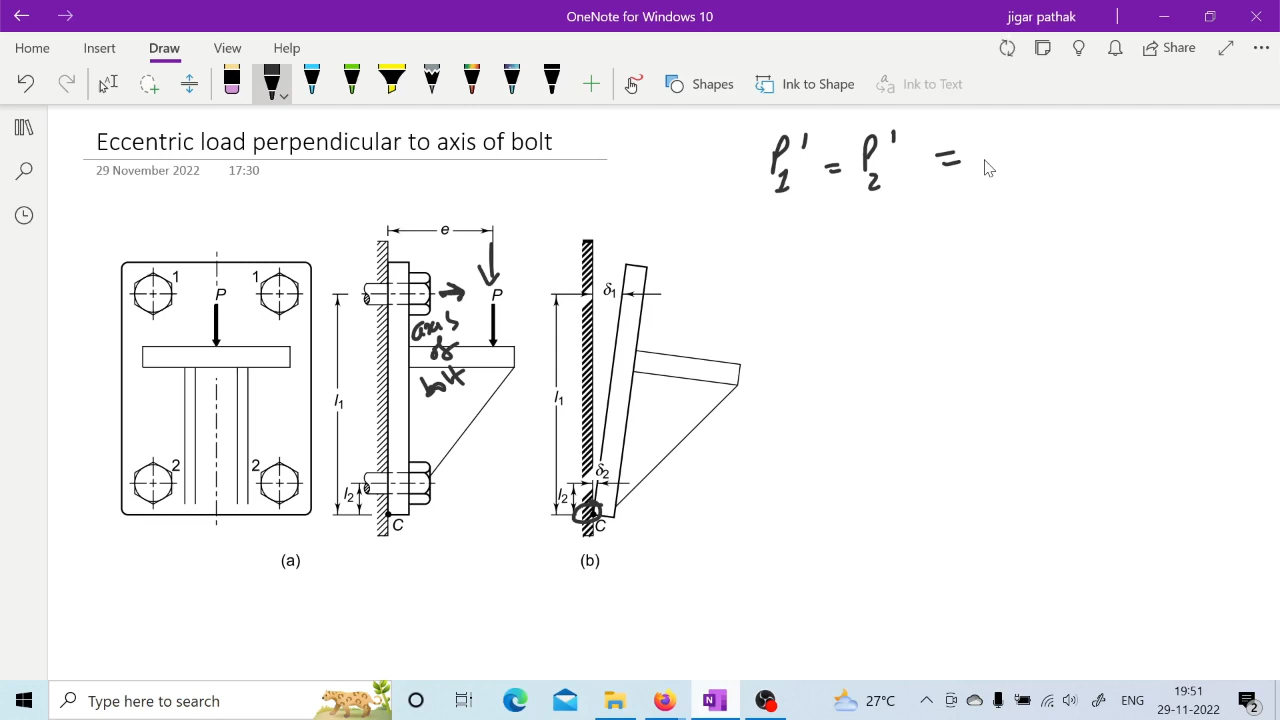 OneNote for Windows 10
jigar pathak
Home Insert Draw View Help
Share
Shapes
Ink to Shape
Ink to Text
Eccentric load perpendicular to axis of bolt
29 November 2022 17:30
P₁' = P₂' =
e
1 1
P
P
δ₁
axis
of
bolt
l₁
l₁
2 2
l₂
δ₂
l₂
C
C
(a)
(b)
Type here to search
27°C
ENG
19:51
29-11-2022
2